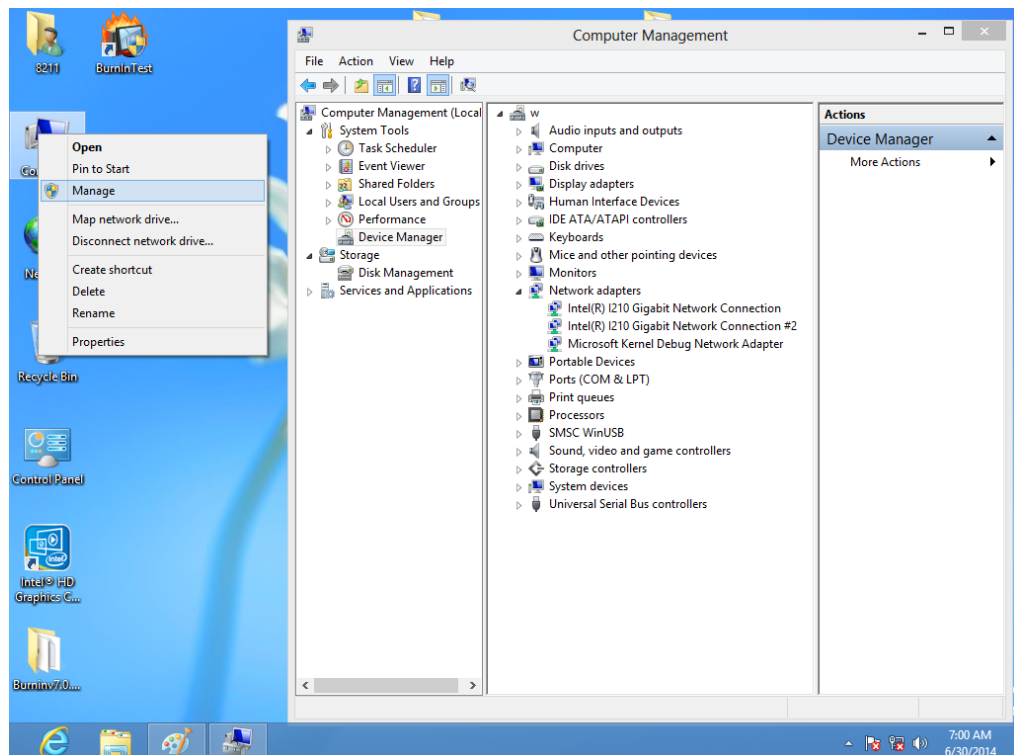 8211
BurnInTest
Open
Pin to Start
Manage
Map network drive...
Disconnect network drive...
Create shortcut
Delete
Rename
Properties
Recycle Bin
Control Panel
Intel® HD
Graphics C...
Burninv7.0....
Computer Management
File Action View Help
Computer Management (Local
System Tools
Task Scheduler
Event Viewer
Shared Folders
Local Users and Groups
Performance
Device Manager
Storage
Disk Management
Services and Applications
w
Audio inputs and outputs
Computer
Disk drives
Display adapters
Human Interface Devices
IDE ATA/ATAPI controllers
Keyboards
Mice and other pointing devices
Monitors
Network adapters
Intel(R) I210 Gigabit Network Connection
Intel(R) I210 Gigabit Network Connection #2
Microsoft Kernel Debug Network Adapter
Portable Devices
Ports (COM & LPT)
Print queues
Processors
SMSC WinUSB
Sound, video and game controllers
Storage controllers
System devices
Universal Serial Bus controllers
Actions
Device Manager
More Actions
7:00 AM
6/30/2014